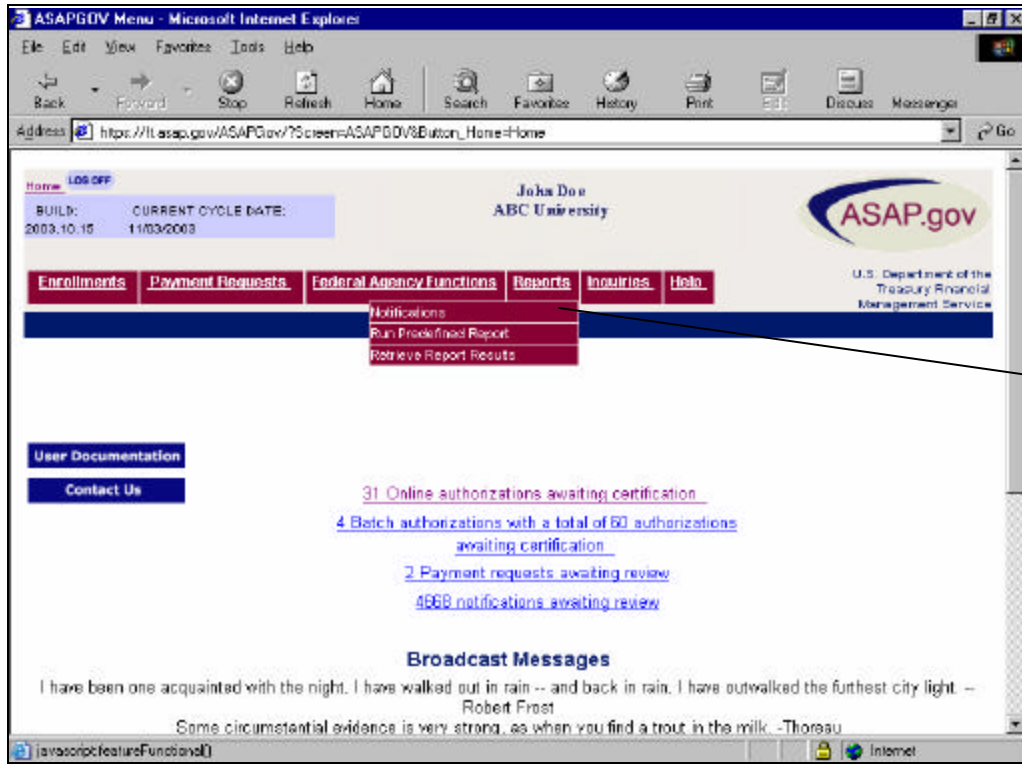 ASAPGOV Menu - Microsoft Internet Explorer
File Edit View Favorites Tools Help
Back Forward Stop Refresh Home Search Favorites History Print Edit Discuss Messenger
Address https://lt.asap.gov/ASAPGov/?Screen=ASAPGOV&Button_Home=Home Go
Home LOG OFF
BUILD: CURRENT CYCLE DATE:
2003.10.15 11/03/2003
John Doe
ABC University
ASAP.gov
U.S. Department of the
Treasury Financial
Management Service
Enrollments Payment Requests Federal Agency Functions Reports Inquiries Help
Notifications
Run Predefined Report
Retrieve Report Results
User Documentation
Contact Us
31 Online authorizations awaiting certification
4 Batch authorizations with a total of 60 authorizations
awaiting certification
2 Payment requests awaiting review
4668 notifications awaiting review
Broadcast Messages
I have been one acquainted with the night. I have walked out in rain -- and back in rain. I have outwalked the furthest city light. --
Robert Frost
Some circumstantial evidence is very strong, as when you find a trout in the milk. -Thoreau
javascript:featureFunctional() Internet